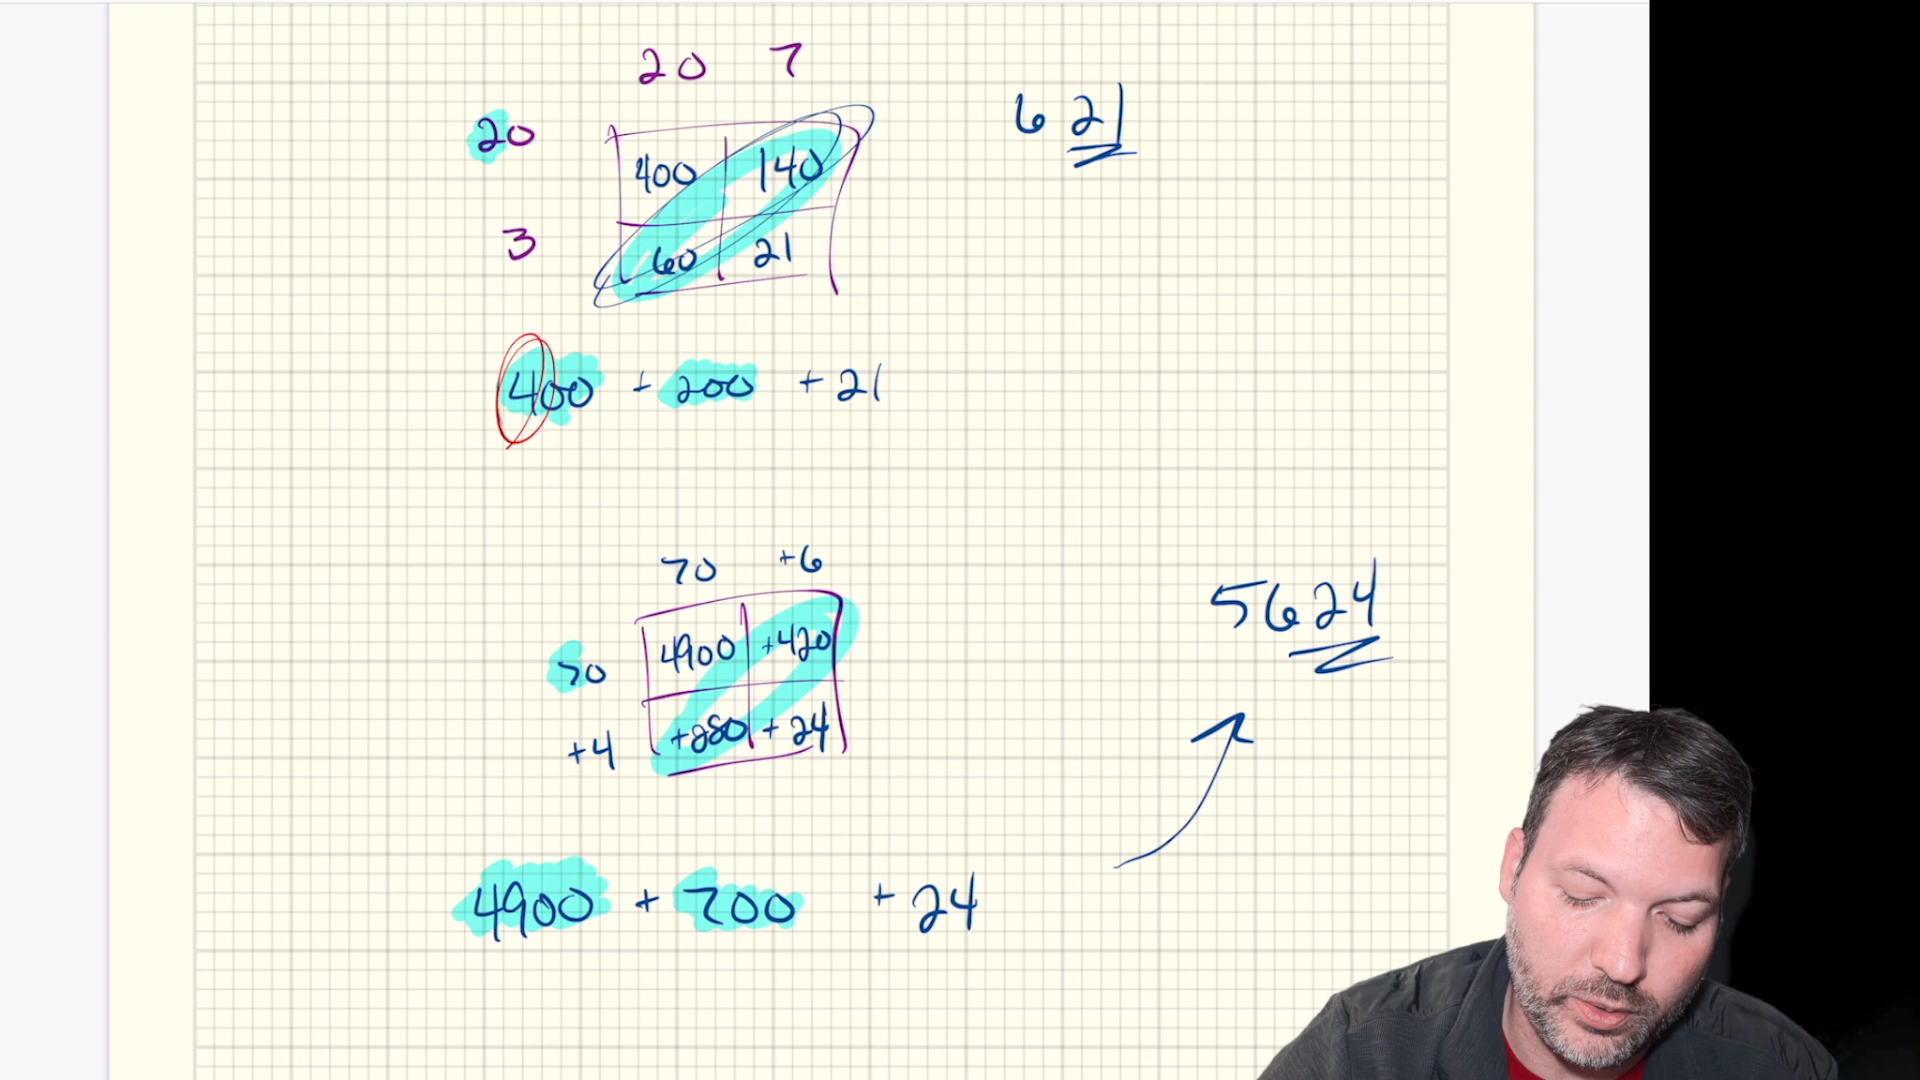 20 7
20 400 140
3 60 21
621
400 + 200 + 21
70 +6
70 4900 +420
+4 +280 +24
5624
4900 + 700 + 24